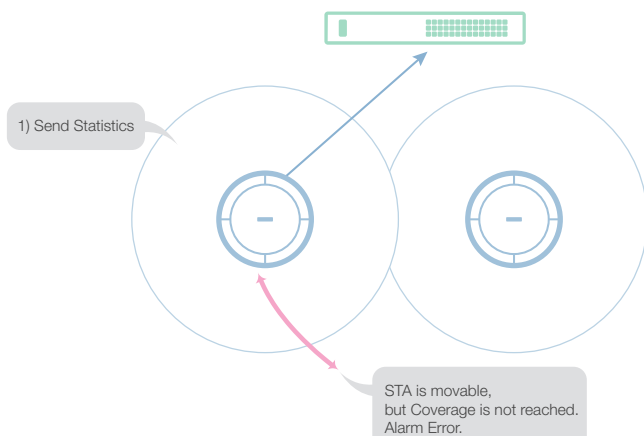 1) Send Statistics
STA is movable,
but Coverage is not reached.
Alarm Error.